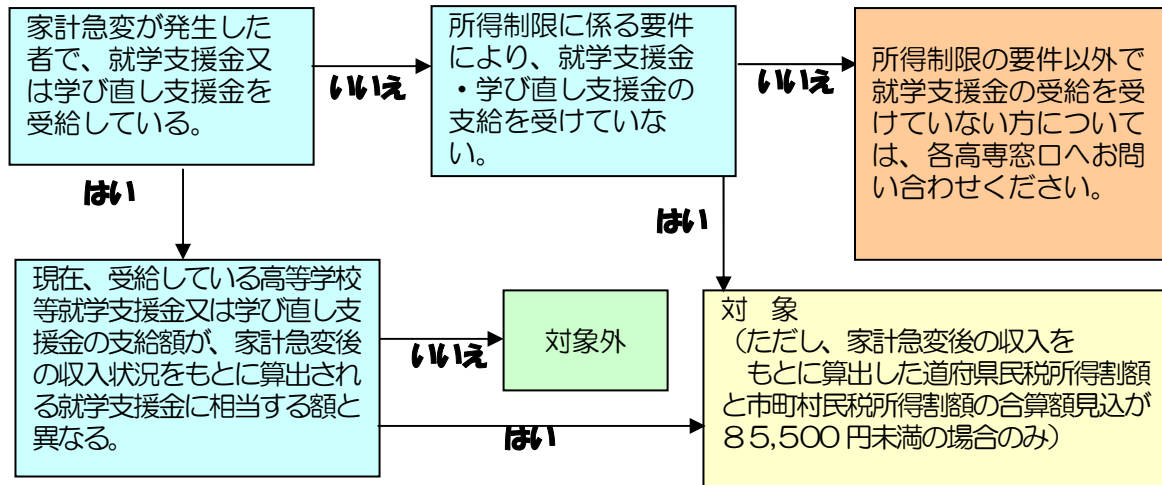 家計急変が発生した
者で、就学支援金又
は学び直し支援金を
受給している。
いいえ
所得制限に係る要件
により、就学支援金
・学び直し支援金の
支給を受けていな
い。
いいえ
所得制限の要件以外で
就学支援金の受給を受
けていない方について
は、各高専窓口へお問
い合わせください。
はい
はい
現在、受給している高等学校
等就学支援金又は学び直し支
援金の支給額が、家計急変後
の収入状況をもとに算出され
る就学支援金に相当する額と
異なる。
いいえ
対象外
はい
対　象
（ただし、家計急変後の収入を
もとに算出した道府県民税所得割額
と市町村民税所得割額の合算額見込が
８５,５００円未満の場合のみ）